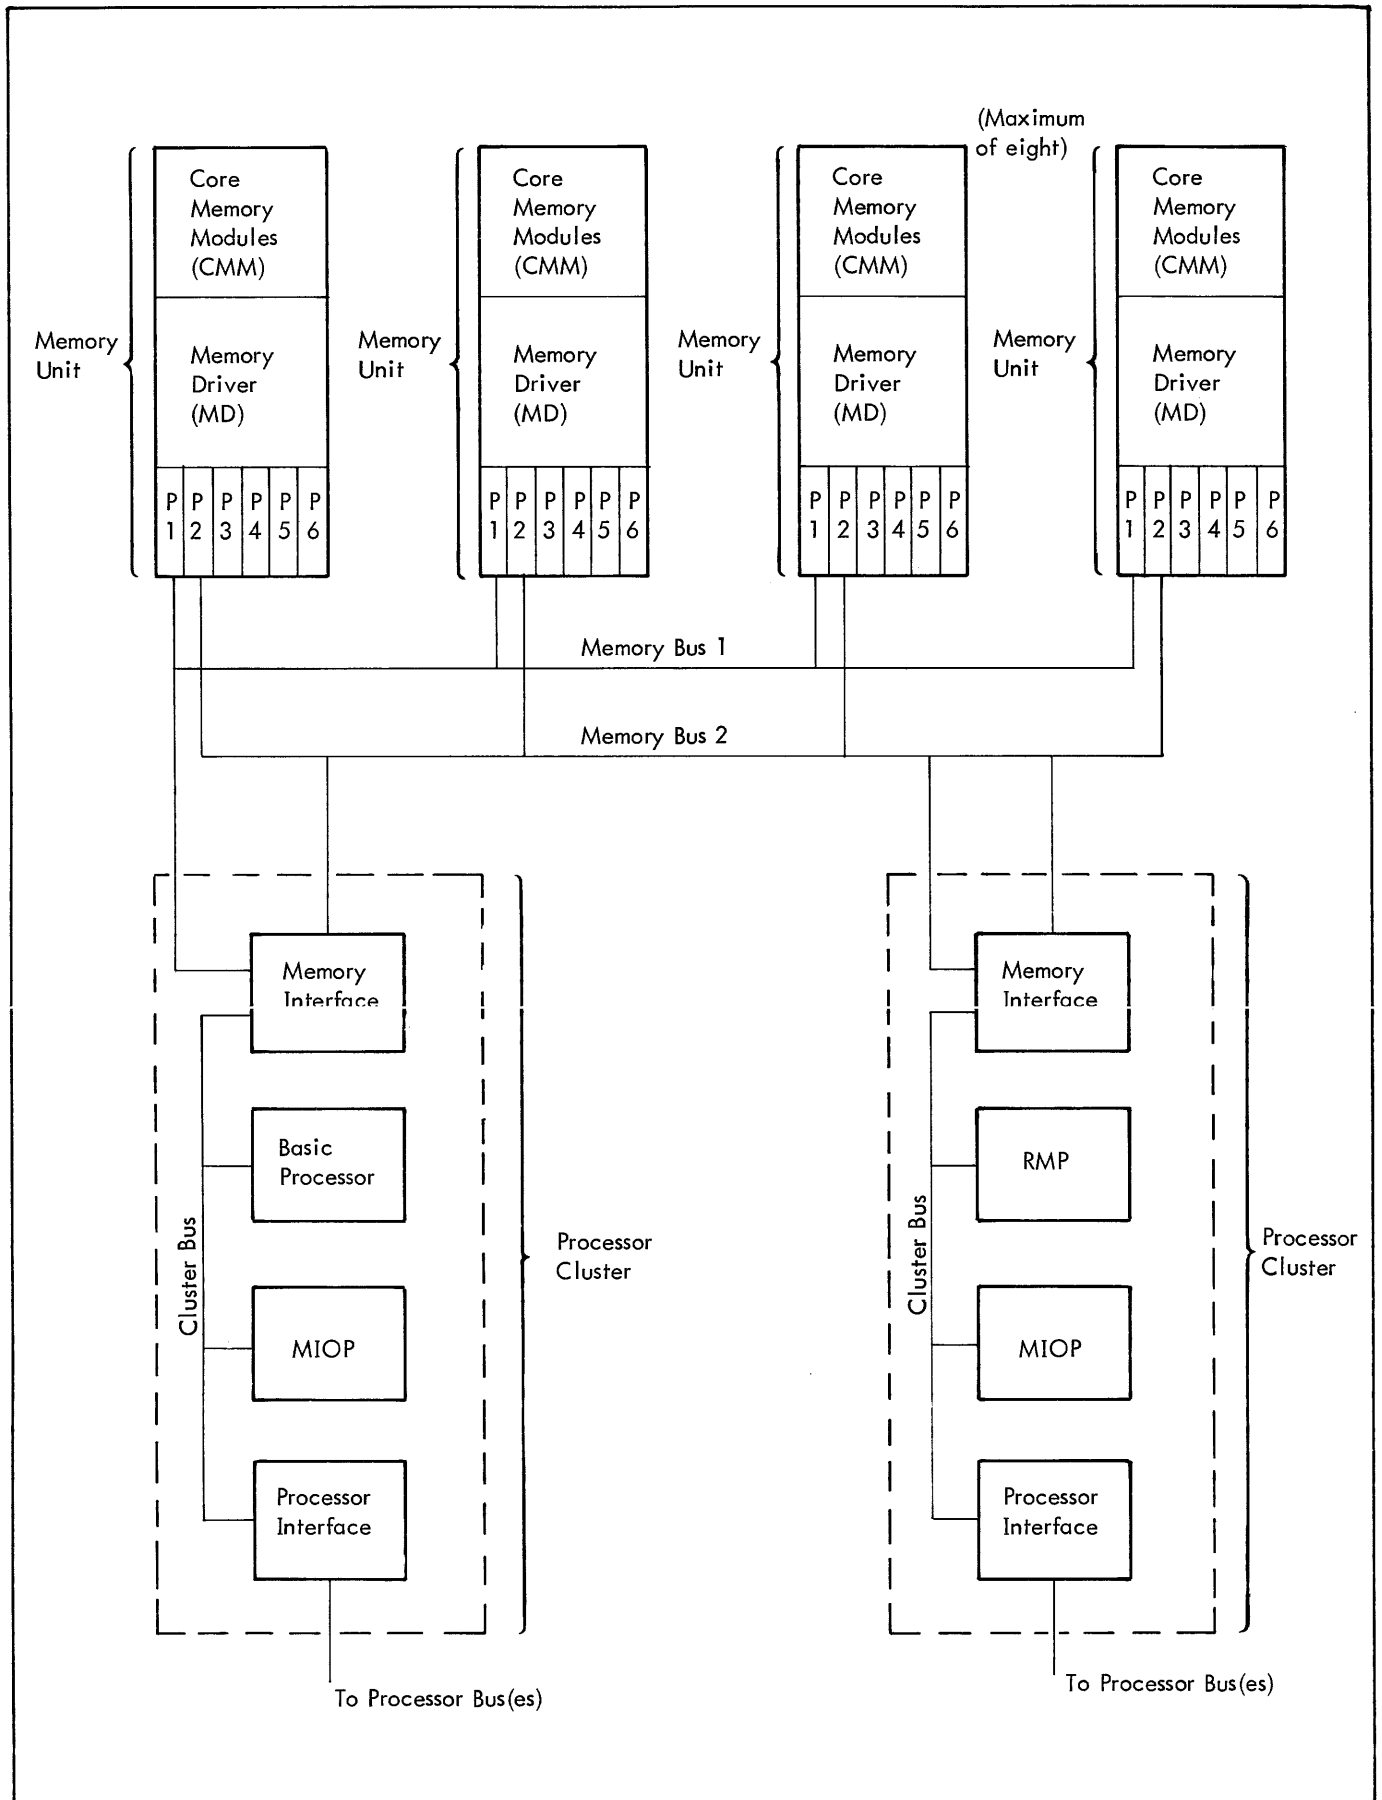 (Maximum
of eight)
Core
Memory
Modules
(CMM)
Core
Memory
Modules
(CMM)
Core
Memory
Modules
(CMM)
Core
Memory
Modules
(CMM)
Memory
Unit
Memory
Driver
(MD)
Memory
Unit
Memory
Driver
(MD)
Memory
Unit
Memory
Driver
(MD)
Memory
Unit
Memory
Driver
(MD)
P P P P P P
1 2 3 4 5 6
P P P P P P
1 2 3 4 5 6
P P P P P P
1 2 3 4 5 6
P P P P P P
1 2 3 4 5 6
Memory Bus 1
Memory Bus 2
Memory
Interface
Basic
Processor
Cluster Bus
MIOP
Processor
Interface
Processor
Cluster
To Processor Bus(es)
Memory
Interface
RMP
Cluster Bus
MIOP
Processor
Interface
Processor
Cluster
To Processor Bus(es)